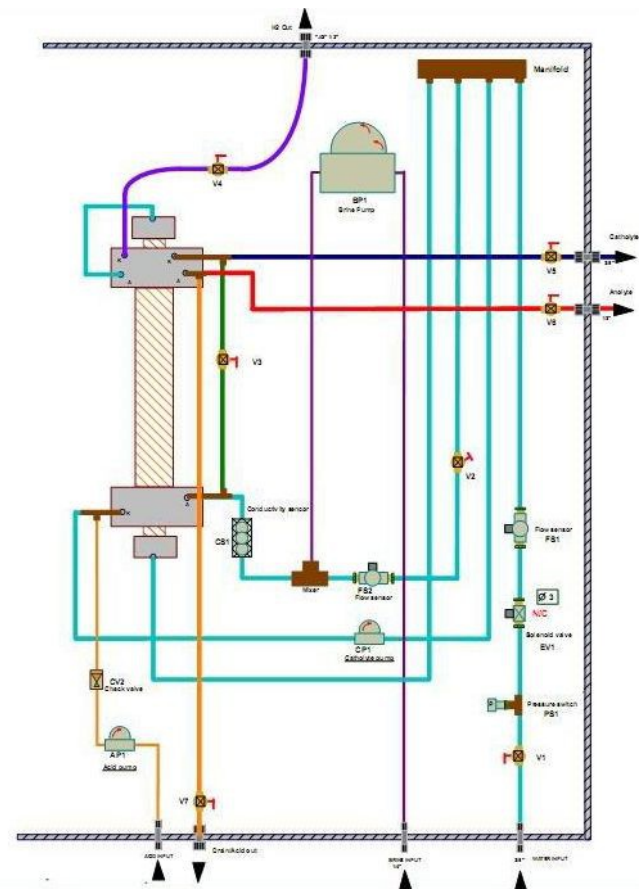 Manifold
V4
BP1
Brine Pump
K
K
A
A
Catholyte
V5
Anolyte
V6
V3
V2
A
K
Conductivity sensor
CS1
Flow sensor
FS1
Mixer
FS2
Flow sensor
Ø 3
N/C
Solenoid valve
EV1
CP1
Catholyte pump
CV2
Check valve
P
Pressure switch
PS1
AP1
Acid pump
V1
V7
ACID INPUT
Drain/Acid out
BRINE INPUT
WATER INPUT